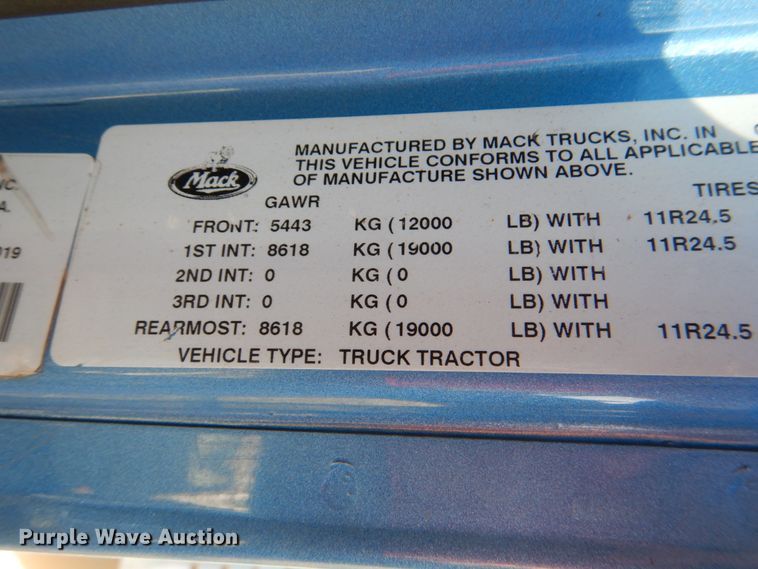 NC.
A.
019
Mack
MANUFACTURED BY MACK TRUCKS, INC. IN
THIS VEHICLE CONFORMS TO ALL APPLICABLE
OF MANUFACTURE SHOWN ABOVE.
GAWR TIRES
FRONT: 5443 KG ( 12000 LB) WITH 11R24.5
1ST INT: 8618 KG ( 19000 LB) WITH 11R24.5
2ND INT: 0 KG ( 0 LB) WITH
3RD INT: 0 KG ( 0 LB) WITH
REARMOST: 8618 KG ( 19000 LB) WITH 11R24.5
VEHICLE TYPE: TRUCK TRACTOR
Purple Wave Auction